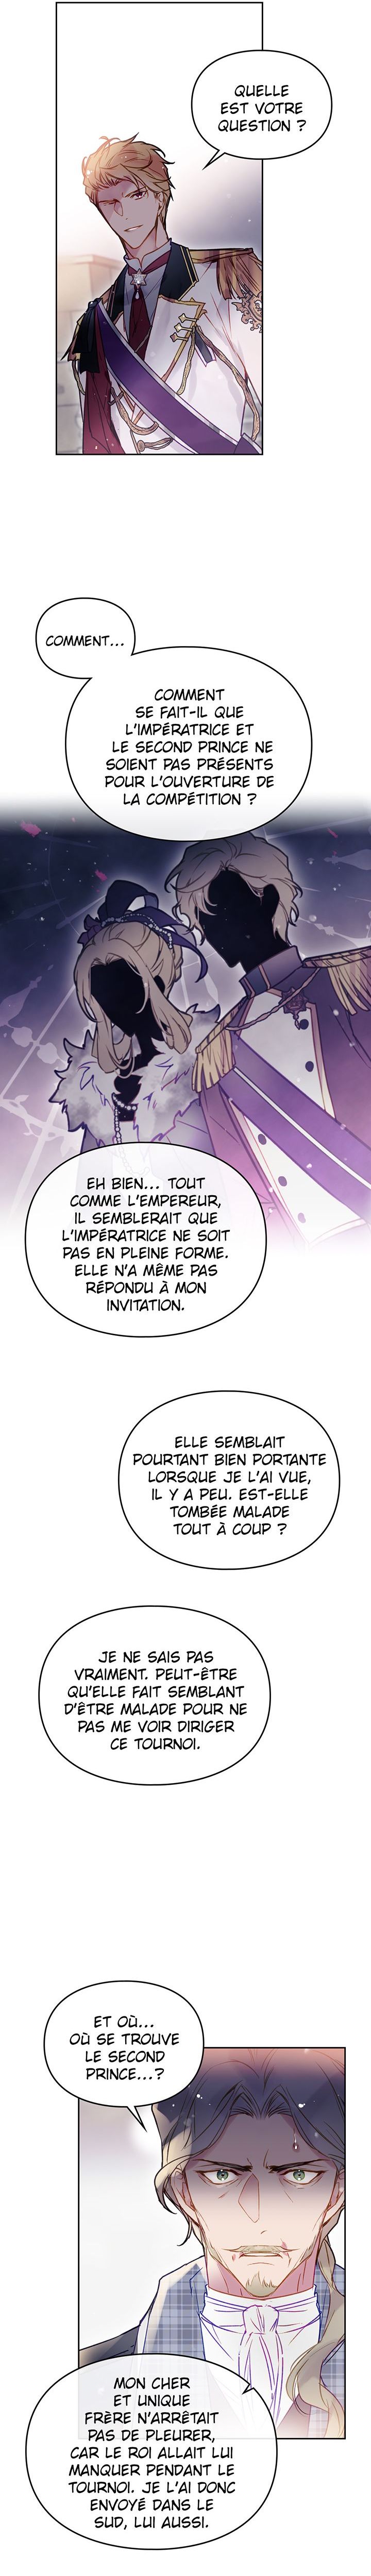 QUELLE
EST VOTRE
QUESTION ?
COMMENT...
COMMENT
SE FAIT-IL QUE
L'IMPÉRATRICE ET
LE SECOND PRINCE NE
SOIENT PAS PRÉSENTS
POUR L'OUVERTURE DE
LA COMPÉTITION ?
EH BIEN... TOUT
COMME L'EMPEREUR,
IL SEMBLERAIT QUE
L'IMPÉRATRICE NE SOIT
PAS EN PLEINE FORME.
ELLE N'A MÊME PAS
RÉPONDU À MON
INVITATION.
ELLE SEMBLAIT
POURTANT BIEN PORTANTE
LORSQUE JE L'AI VUE,
IL Y A PEU. EST-ELLE
TOMBÉE MALADE
TOUT À COUP ?
JE NE SAIS PAS
VRAIMENT. PEUT-ÊTRE
QU'ELLE FAIT SEMBLANT
D'ÊTRE MALADE POUR NE
PAS ME VOIR DIRIGER
CE TOURNOI.
ET OÙ...
OÙ SE TROUVE
LE SECOND
PRINCE...?
MON CHER
ET UNIQUE
FRÈRE N'ARRÊTAIT
PAS DE PLEURER,
CAR LE ROI ALLAIT LUI
MANQUER PENDANT LE
TOURNOI. JE L'AI DONC
ENVOYÉ DANS LE
SUD, LUI AUSSI.